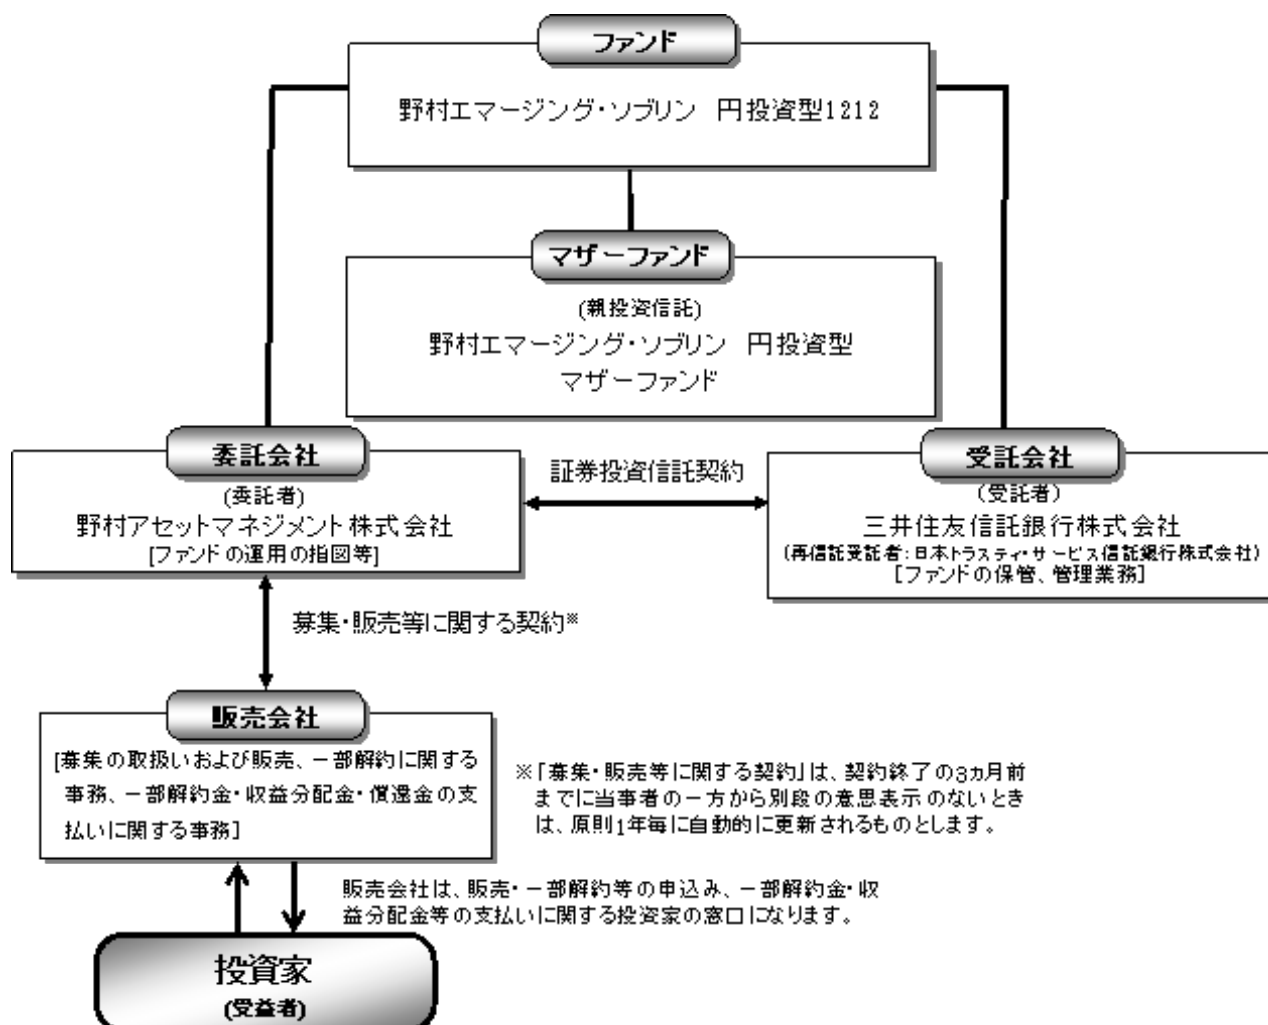 ファンド
野村エマージング・ソブリン 円投資型1212
マザーファンド
(親投資信託)
野村エマージング・ソブリン 円投資型
マザーファンド
委託会社
(委託者)
野村アセットマネジメント株式会社
[ファンドの運用の指図等]
証券投資信託契約
受託会社
(受託者)
三井住友信託銀行株式会社
(再信託受託者:日本トラスティ・サービス信託銀行株式会社)
[ファンドの保管、管理業務]
募集・販売等に関する契約※
販売会社
[募集の取扱いおよび販売、一部解約に関する
事務、一部解約金・収益分配金・償還金の支
払いに関する事務]
※「募集・販売等に関する契約」は、契約終了の3ヵ月前
までに当事者の一方から別段の意思表示のないとき
は、原則1年毎に自動的に更新されるものとします。
販売会社は、販売・一部解約等の申込み、一部解約金・収
益分配金等の支払いに関する投資家の窓口になります。
投資家
(受益者)